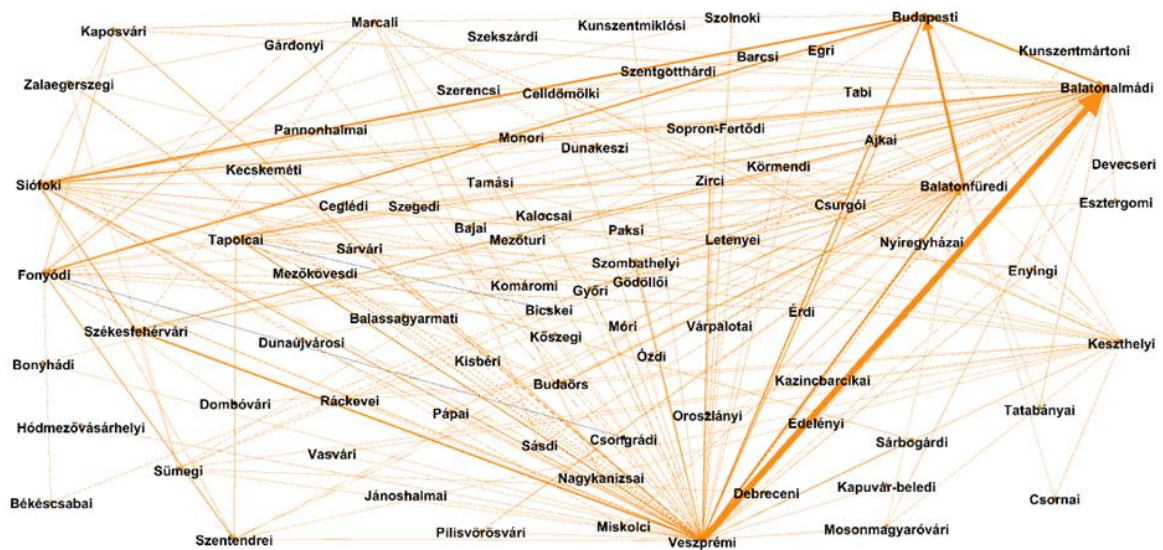 Kaposvári
Marcali
Szolnoki
Budapesti
Kunszentmiklósi
Szekszárdi
Gárdonyi
Egri
Barcsi
Kunszentmártoni
Szentgotthárdi
Zalaegerszegi
Szerencsi
Celldömölki
Tabi
Balatonalmádi
Pannonhalmai
Monori
Sopron-Fertődi
Ajkai
Dunakeszi
Devecseri
Kecskeméti
Körmendi
Siófoki
Tamási
Zirci
Balatonfüredi
Ceglédi
Szegedi
Kalocsai
Csurgói
Esztergomi
Bajai
Paksi
Tapolcai
Mezőturi
Letenyei
Nyíregyházai
Sárvári
Fonyódi
Mezőkövesdi
Szombathelyi
Enyingi
Komáromi
Győri
Gödöllői
Bicskei
Érdi
Székesfehérvári
Balassagyarmati
Kőszegi
Móri
Várpalotai
Dunaújvárosi
Keszthelyi
Bonyhádi
Kisbéri
Ózdi
Budaörs
Kazincbarcikai
Dombóvári
Ráckevei
Pápai
Oroszlányi
Tatabányai
Hódmezővásárhelyi
Csongrádi
Edelényi
Sásdi
Sárbogárdi
Vasvári
Sümegi
Nagykanizsai
Jánoshalmai
Debreceni
Kapuvár-beledi
Csornai
Békéscsabai
Pilisvörösvári
Miskolci
Mosonmagyaróvári
Szentendrei
Veszprémi